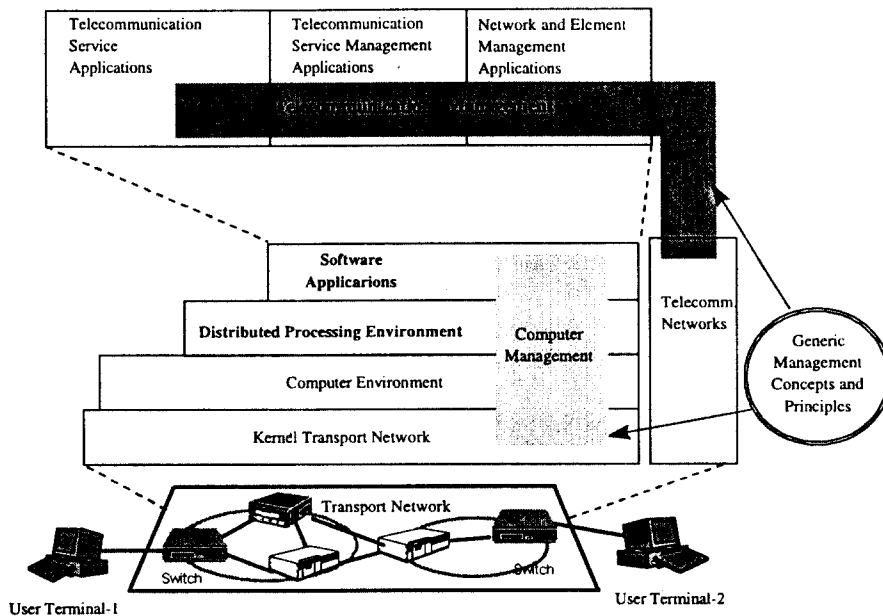 Telecommunication
Service
Applications
Telecommunication
Service Management
Applications
Network and Element
Management
Applications
Software
Applicarions
Distributed Processing Environment
Computer
Management
Computer Environment
Kernel Transport Network
Telecomm.
Networks
Generic
Management
Concepts and
Principles
Transport Network
Switch
Switch
User Terminal-1
User Terminal-2